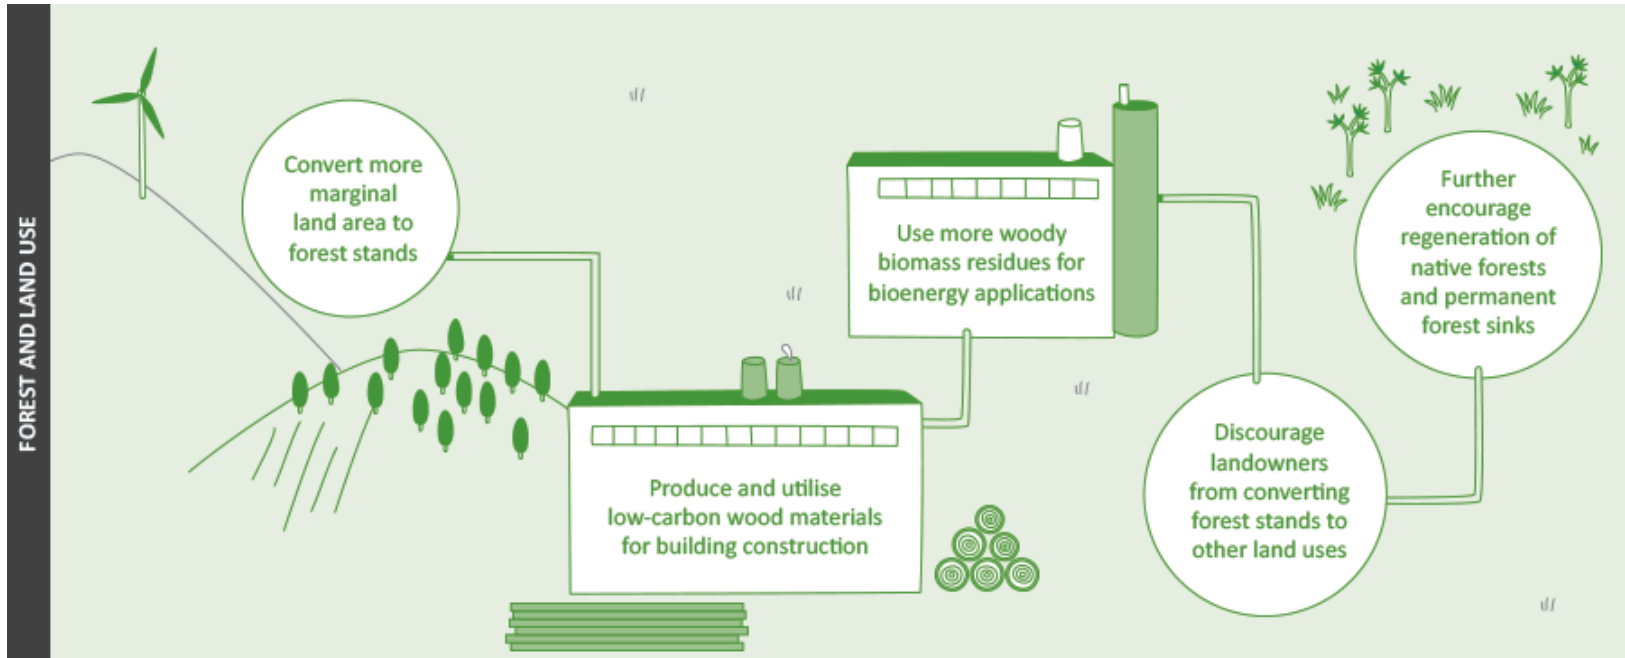 FOREST AND LAND USE
Convert more
marginal
land area to
forest stands
Produce and utilise
low-carbon wood materials
for building construction
Use more woody
biomass residues for
bioenergy applications
Discourage
landowners
from converting
forest stands to
other land uses
Further
encourage
regeneration of
native forests
and permanent
forest sinks